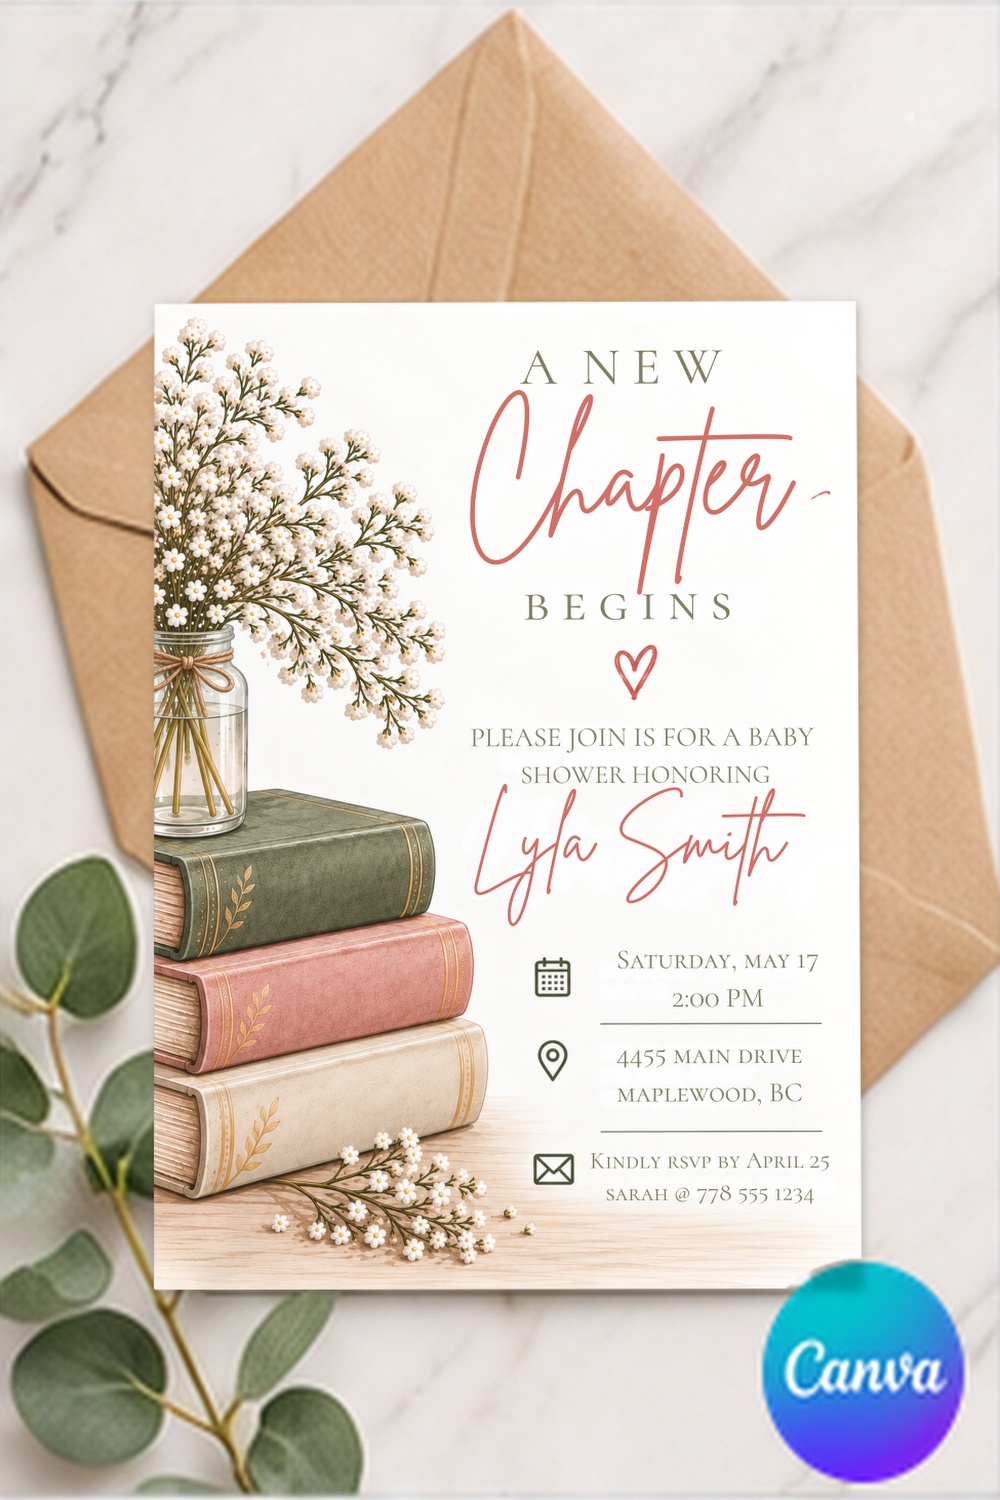 A NEW
Chapter
BEGINS
PLEASE JOIN IS FOR A BABY
SHOWER HONORING
Lyla Smith
SATURDAY, MAY 17
2:00 PM
4455 MAIN DRIVE
MAPLEWOOD, BC
KINDLY RSVP BY APRIL 25
SARAH @ 778 555 1234
Canva